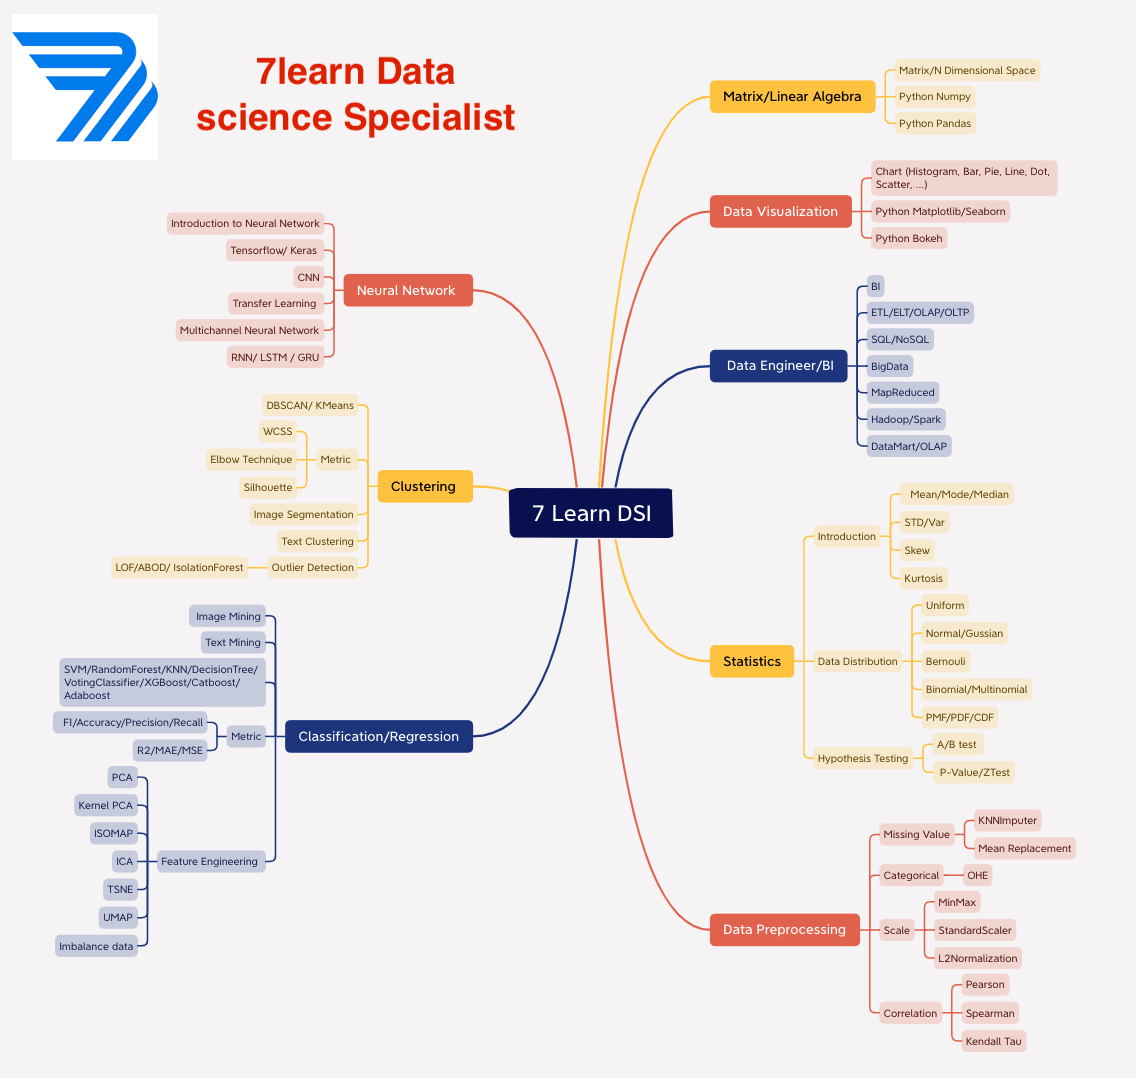 7learn Data
science Specialist
Matrix/Linear Algebra
Matrix/N Dimensional Space
Python Numpy
Python Pandas
Data Visualization
Chart (Histogram, Bar, Pie, Line, Dot,
Scatter, ...)
Python Matplotlib/Seaborn
Python Bokeh
Data Engineer/BI
BI
ETL/ELT/OLAP/OLTP
SQL/NoSQL
BigData
MapReduced
Hadoop/Spark
DataMart/OLAP
7 Learn DSI
Statistics
Introduction
Mean/Mode/Median
STD/Var
Skew
Kurtosis
Data Distribution
Uniform
Normal/Gussian
Bernouli
Binomial/Multinomial
PMF/PDF/CDF
Hypothesis Testing
A/B test
P-Value/ZTest
Data Preprocessing
Missing Value
KNNImputer
Mean Replacement
Categorical
OHE
Scale
MinMax
StandardScaler
L2Normalization
Correlation
Pearson
Spearman
Kendall Tau
Neural Network
Introduction to Neural Network
Tensorflow/ Keras
CNN
Transfer Learning
Multichannel Neural Network
RNN/ LSTM / GRU
Clustering
DBSCAN/ KMeans
Metric
WCSS
Elbow Technique
Silhouette
Image Segmentation
Text Clustering
Outlier Detection
LOF/ABOD/ IsolationForest
Classification/Regression
Image Mining
Text Mining
SVM/RandomForest/KNN/DecisionTree/
VotingClassifier/XGBoost/Catboost/
Adaboost
Metric
FI/Accuracy/Precision/Recall
R2/MAE/MSE
Feature Engineering
PCA
Kernel PCA
ISOMAP
ICA
TSNE
UMAP
Imbalance data